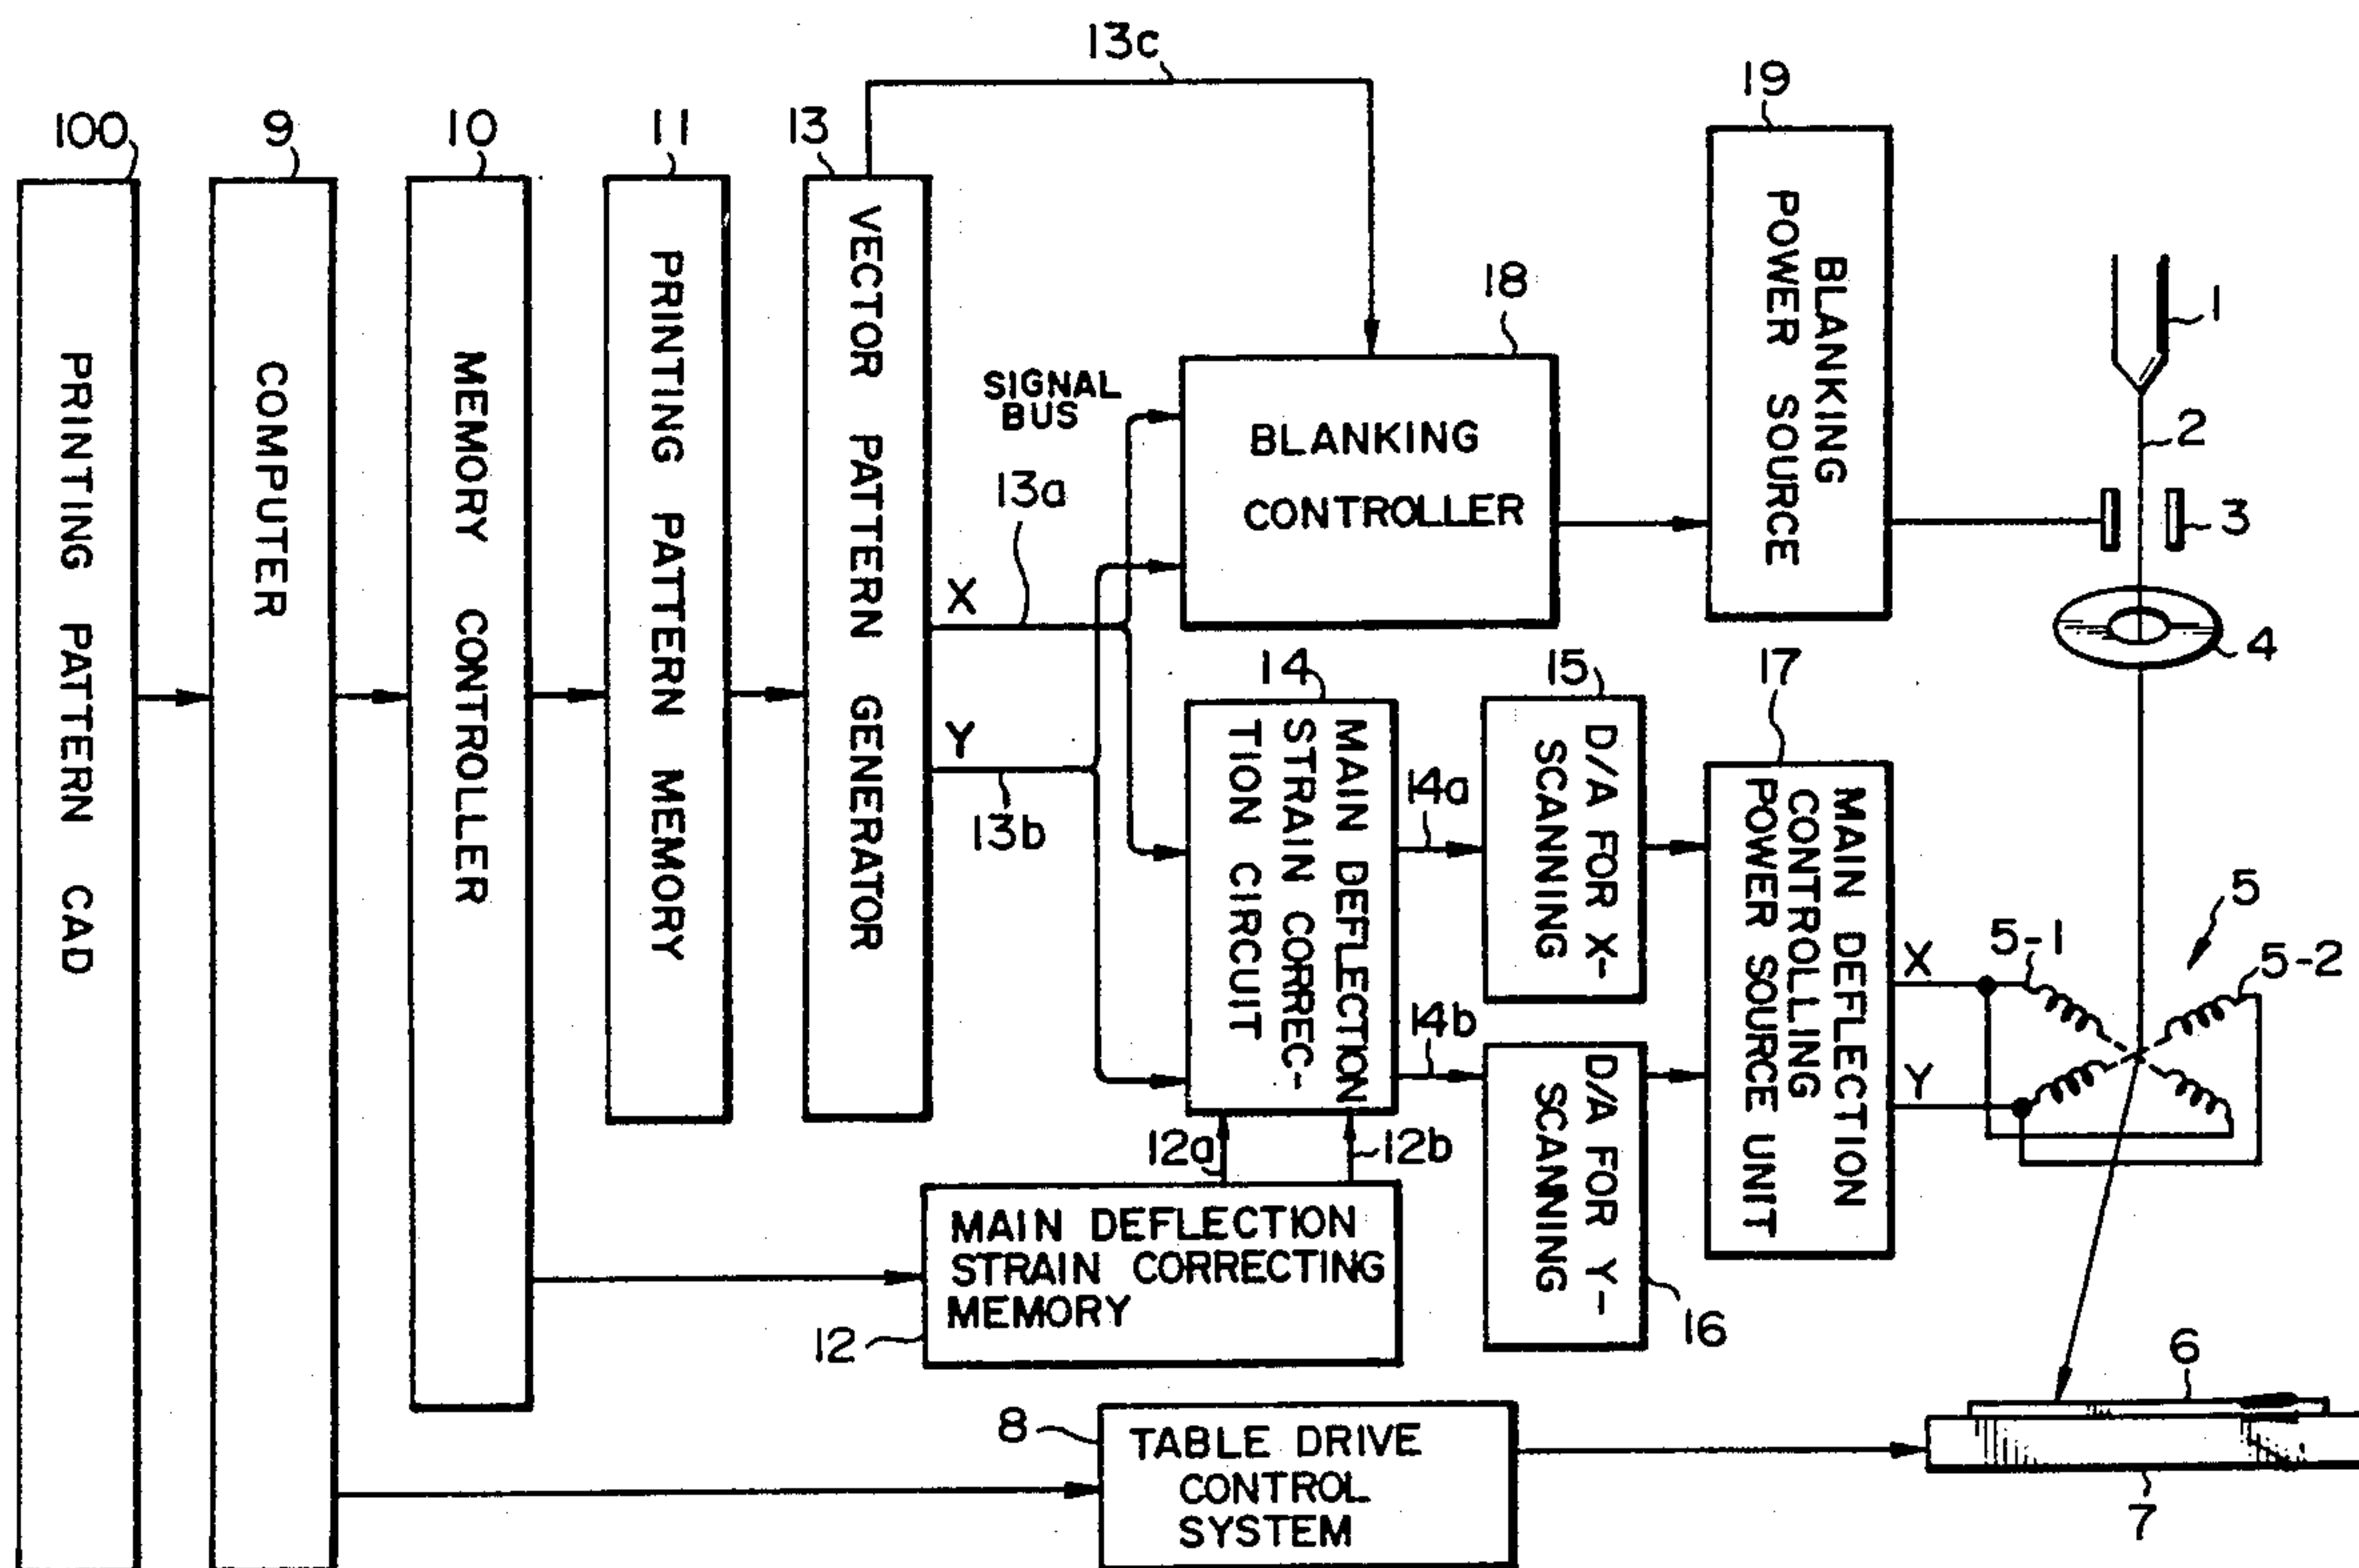 13c
19
100
9
10
11
13
PRINTING PATTERN CAD
COMPUTER
MEMORY CONTROLLER
PRINTING PATTERN MEMORY
VECTOR PATTERN GENERATOR
SIGNAL
BUS
13a
X
Y
13b
18
BLANKING
CONTROLLER
BLANKING
POWER SOURCE
1
2
3
4
14
MAIN DEFLECTION
STRAIN CORREC-
TION CIRCUIT
14a
14b
15
D/A FOR X-
SCANNING
D/A FOR Y-
SCANNING
16
17
MAIN DEFLECTION
CONTROLLING
POWER SOURCE UNIT
X
Y
5
5-1
5-2
12a
12b
MAIN DEFLECTION
STRAIN CORRECTING
MEMORY
12
8
TABLE DRIVE
CONTROL
SYSTEM
6
7